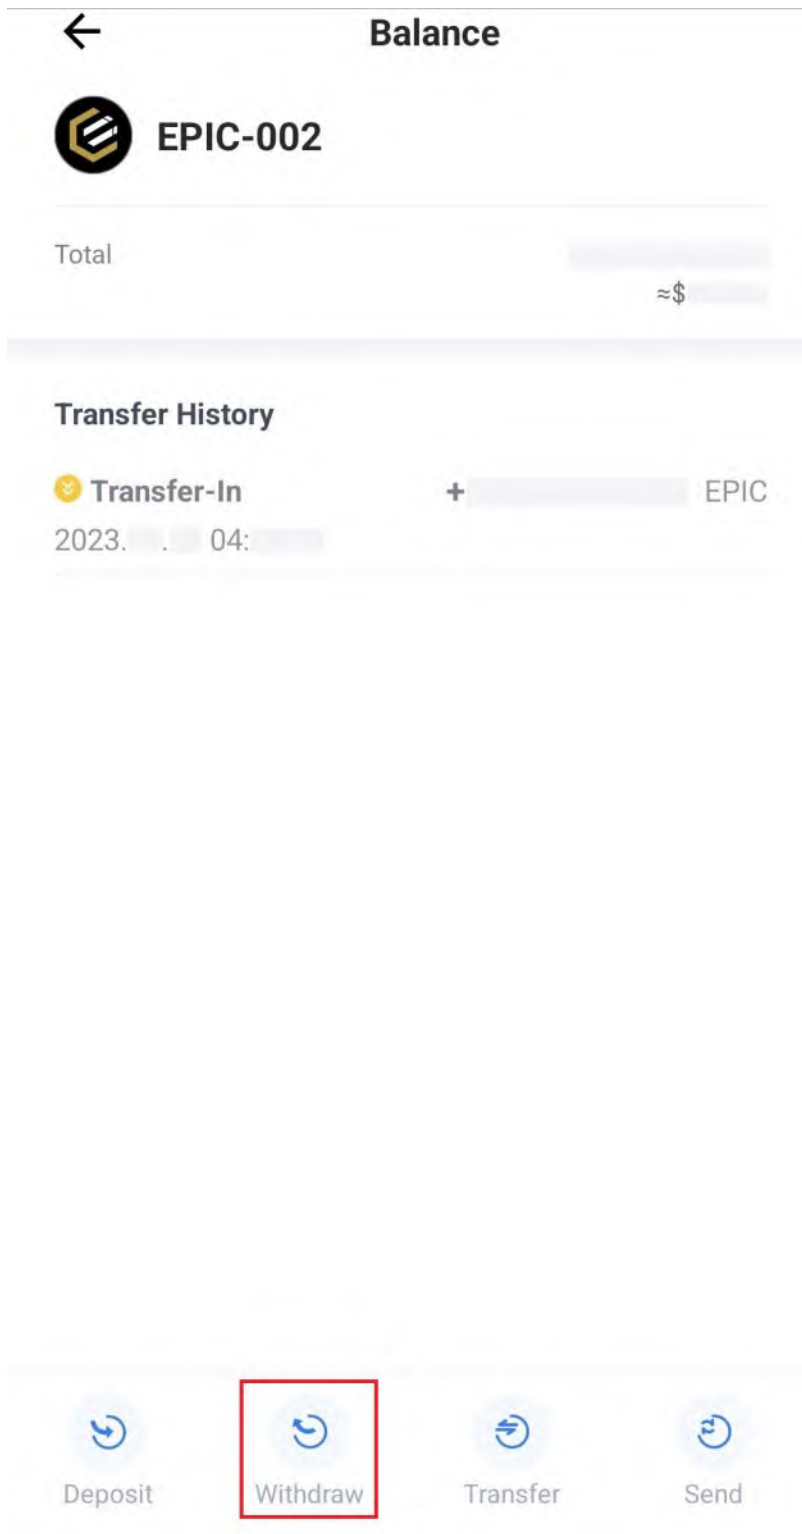 Balance
EPIC-002
Total
≈$
Transfer History
Transfer-In + EPIC
2023. . 04:
Deposit Withdraw Transfer Send